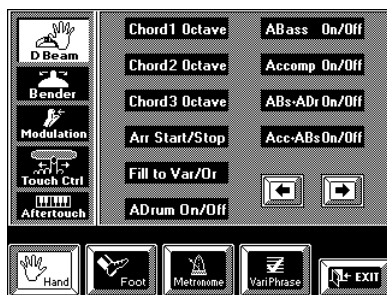 D Beam
Bender
Modulation
Touch Ctrl
Aftertouch
Chord1 Octave
Chord2 Octave
Chord3 Octave
Arr Start/Stop
Fill to Var/Or
ADrum On/Off
ABass On/Off
Accomp On/Off
ABs•ADr On/Off
Acc•ABs On/Off
Hand
Foot
Metronome
VariPhrase
EXIT